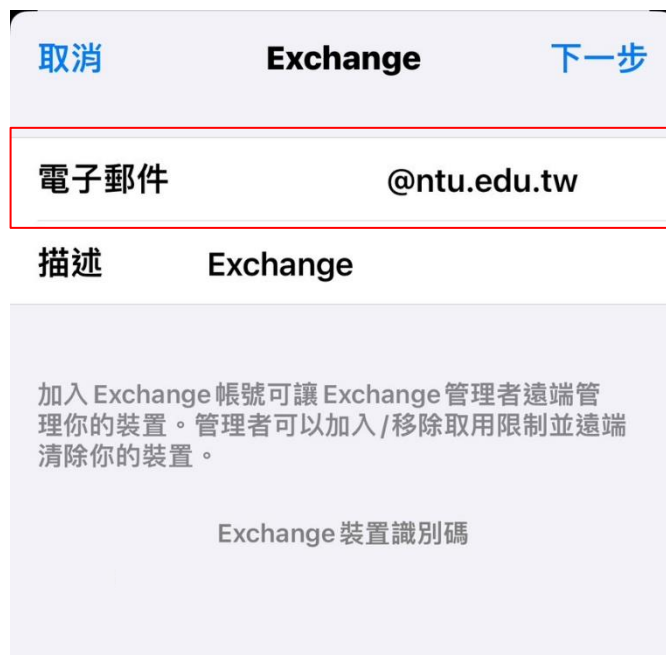 取消 Exchange 下一步
電子郵件 @ntu.edu.tw
描述 Exchange
加入 Exchange 帳號可讓 Exchange 管理者遠端管
理你的裝置。管理者可以加入/移除取用限制並遠端
清除你的裝置。
Exchange 裝置識別碼